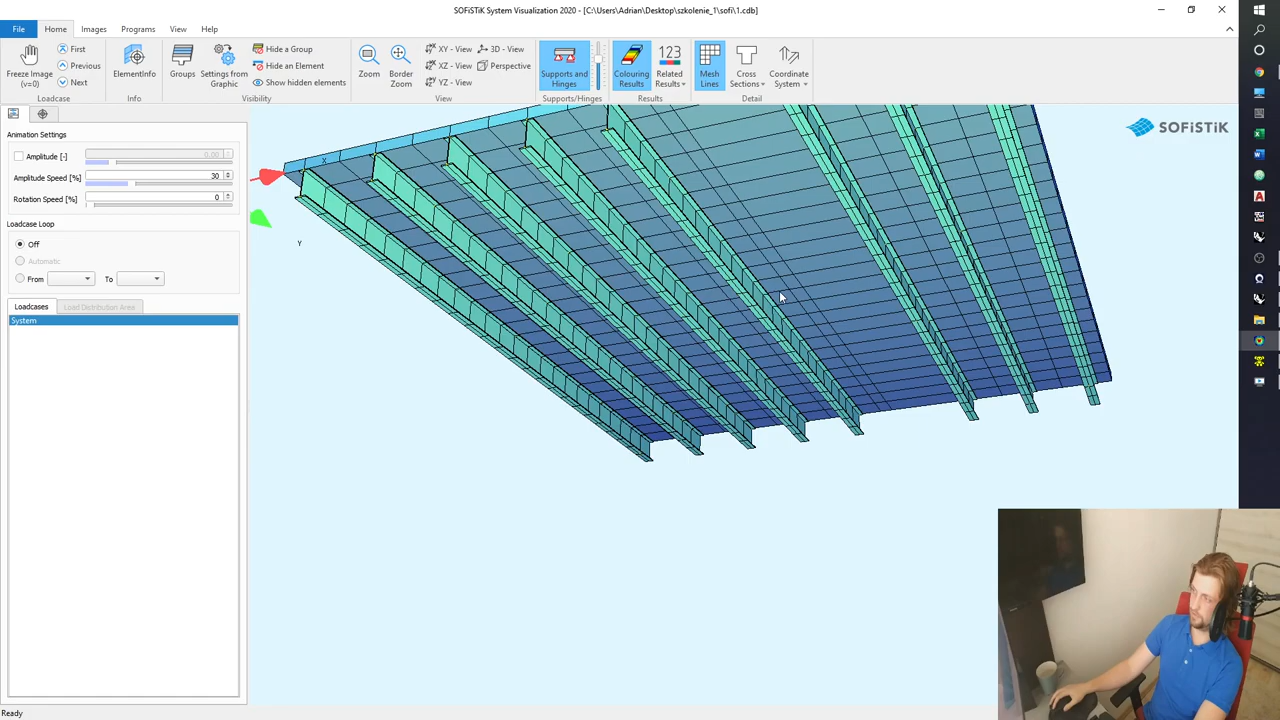 SOFiSTiK System Visualization 2020 - [C:\Users\Adrian\Desktop\szkolenie_1\sofi\1.cdb]
File
Home
Images
Programs
View
Help
Freeze Image
(v=0)
First
Previous
Next
Loadcase
ElementInfo
Info
Groups
Settings from
Graphic
Hide a Group
Hide an Element
Show hidden elements
Visibility
Zoom
Border
Zoom
XY - View
XZ - View
YZ - View
3D - View
Perspective
View
Supports and
Hinges
Supports/Hinges
Colouring
Results
123
Related
Results
Results
Mesh
Lines
Cross
Sections
Coordinate
System
Detail
Animation Settings
Amplitude [-]
0.00
Amplitude Speed [%]
30
Rotation Speed [%]
0
Loadcase Loop
Off
Automatic
From
To
Loadcases
Load Distribution Area
System
X
Y
SOFiSTiK
Ready